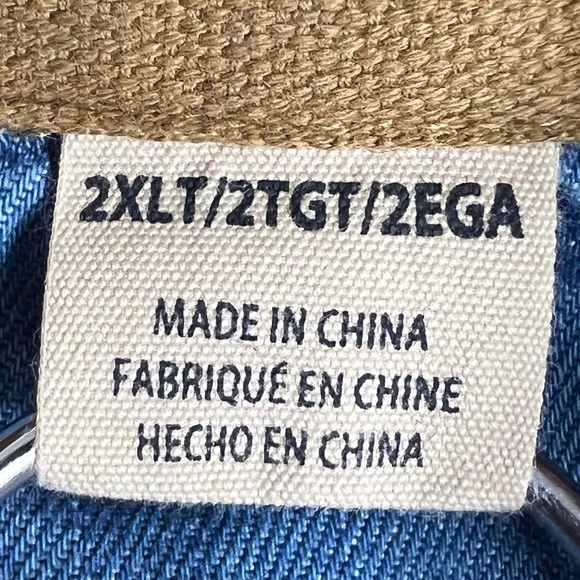 2XLT/2TGT/2EGA
MADE IN CHINA
FABRIQUÉ EN CHINE
HECHO EN CHINA